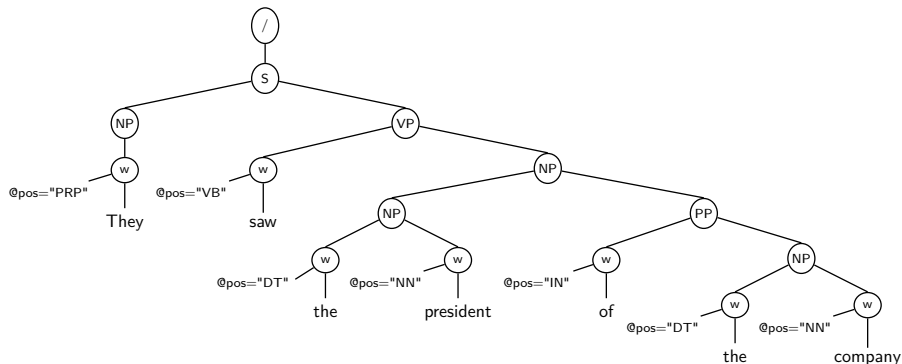 /
S
NP VP
w w NP
@pos="PRP" @pos="VB"
They saw NP PP
w w w NP
@pos="DT" @pos="NN" @pos="IN"
the president of w w
@pos="DT" @pos="NN"
the company